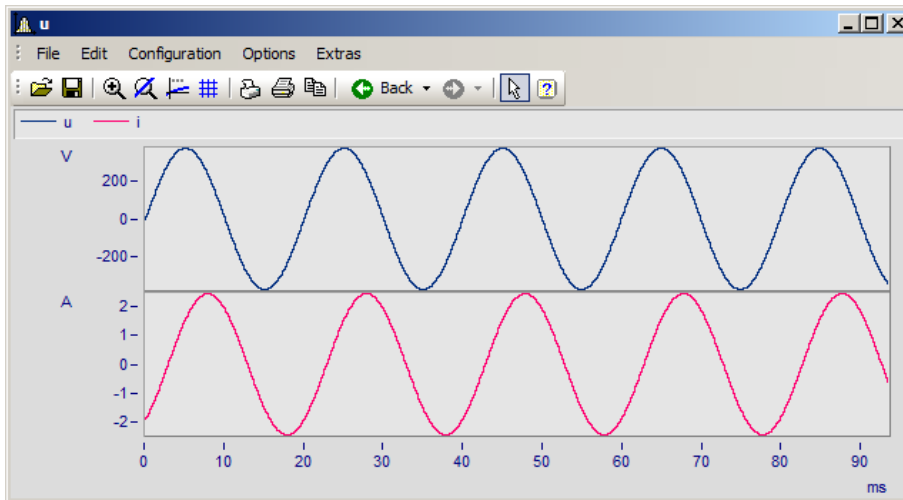 u
File Edit Configuration Options Extras
Back
u i
V
200
0
-200
A
2
1
0
-1
-2
0 10 20 30 40 50 60 70 80 90
ms